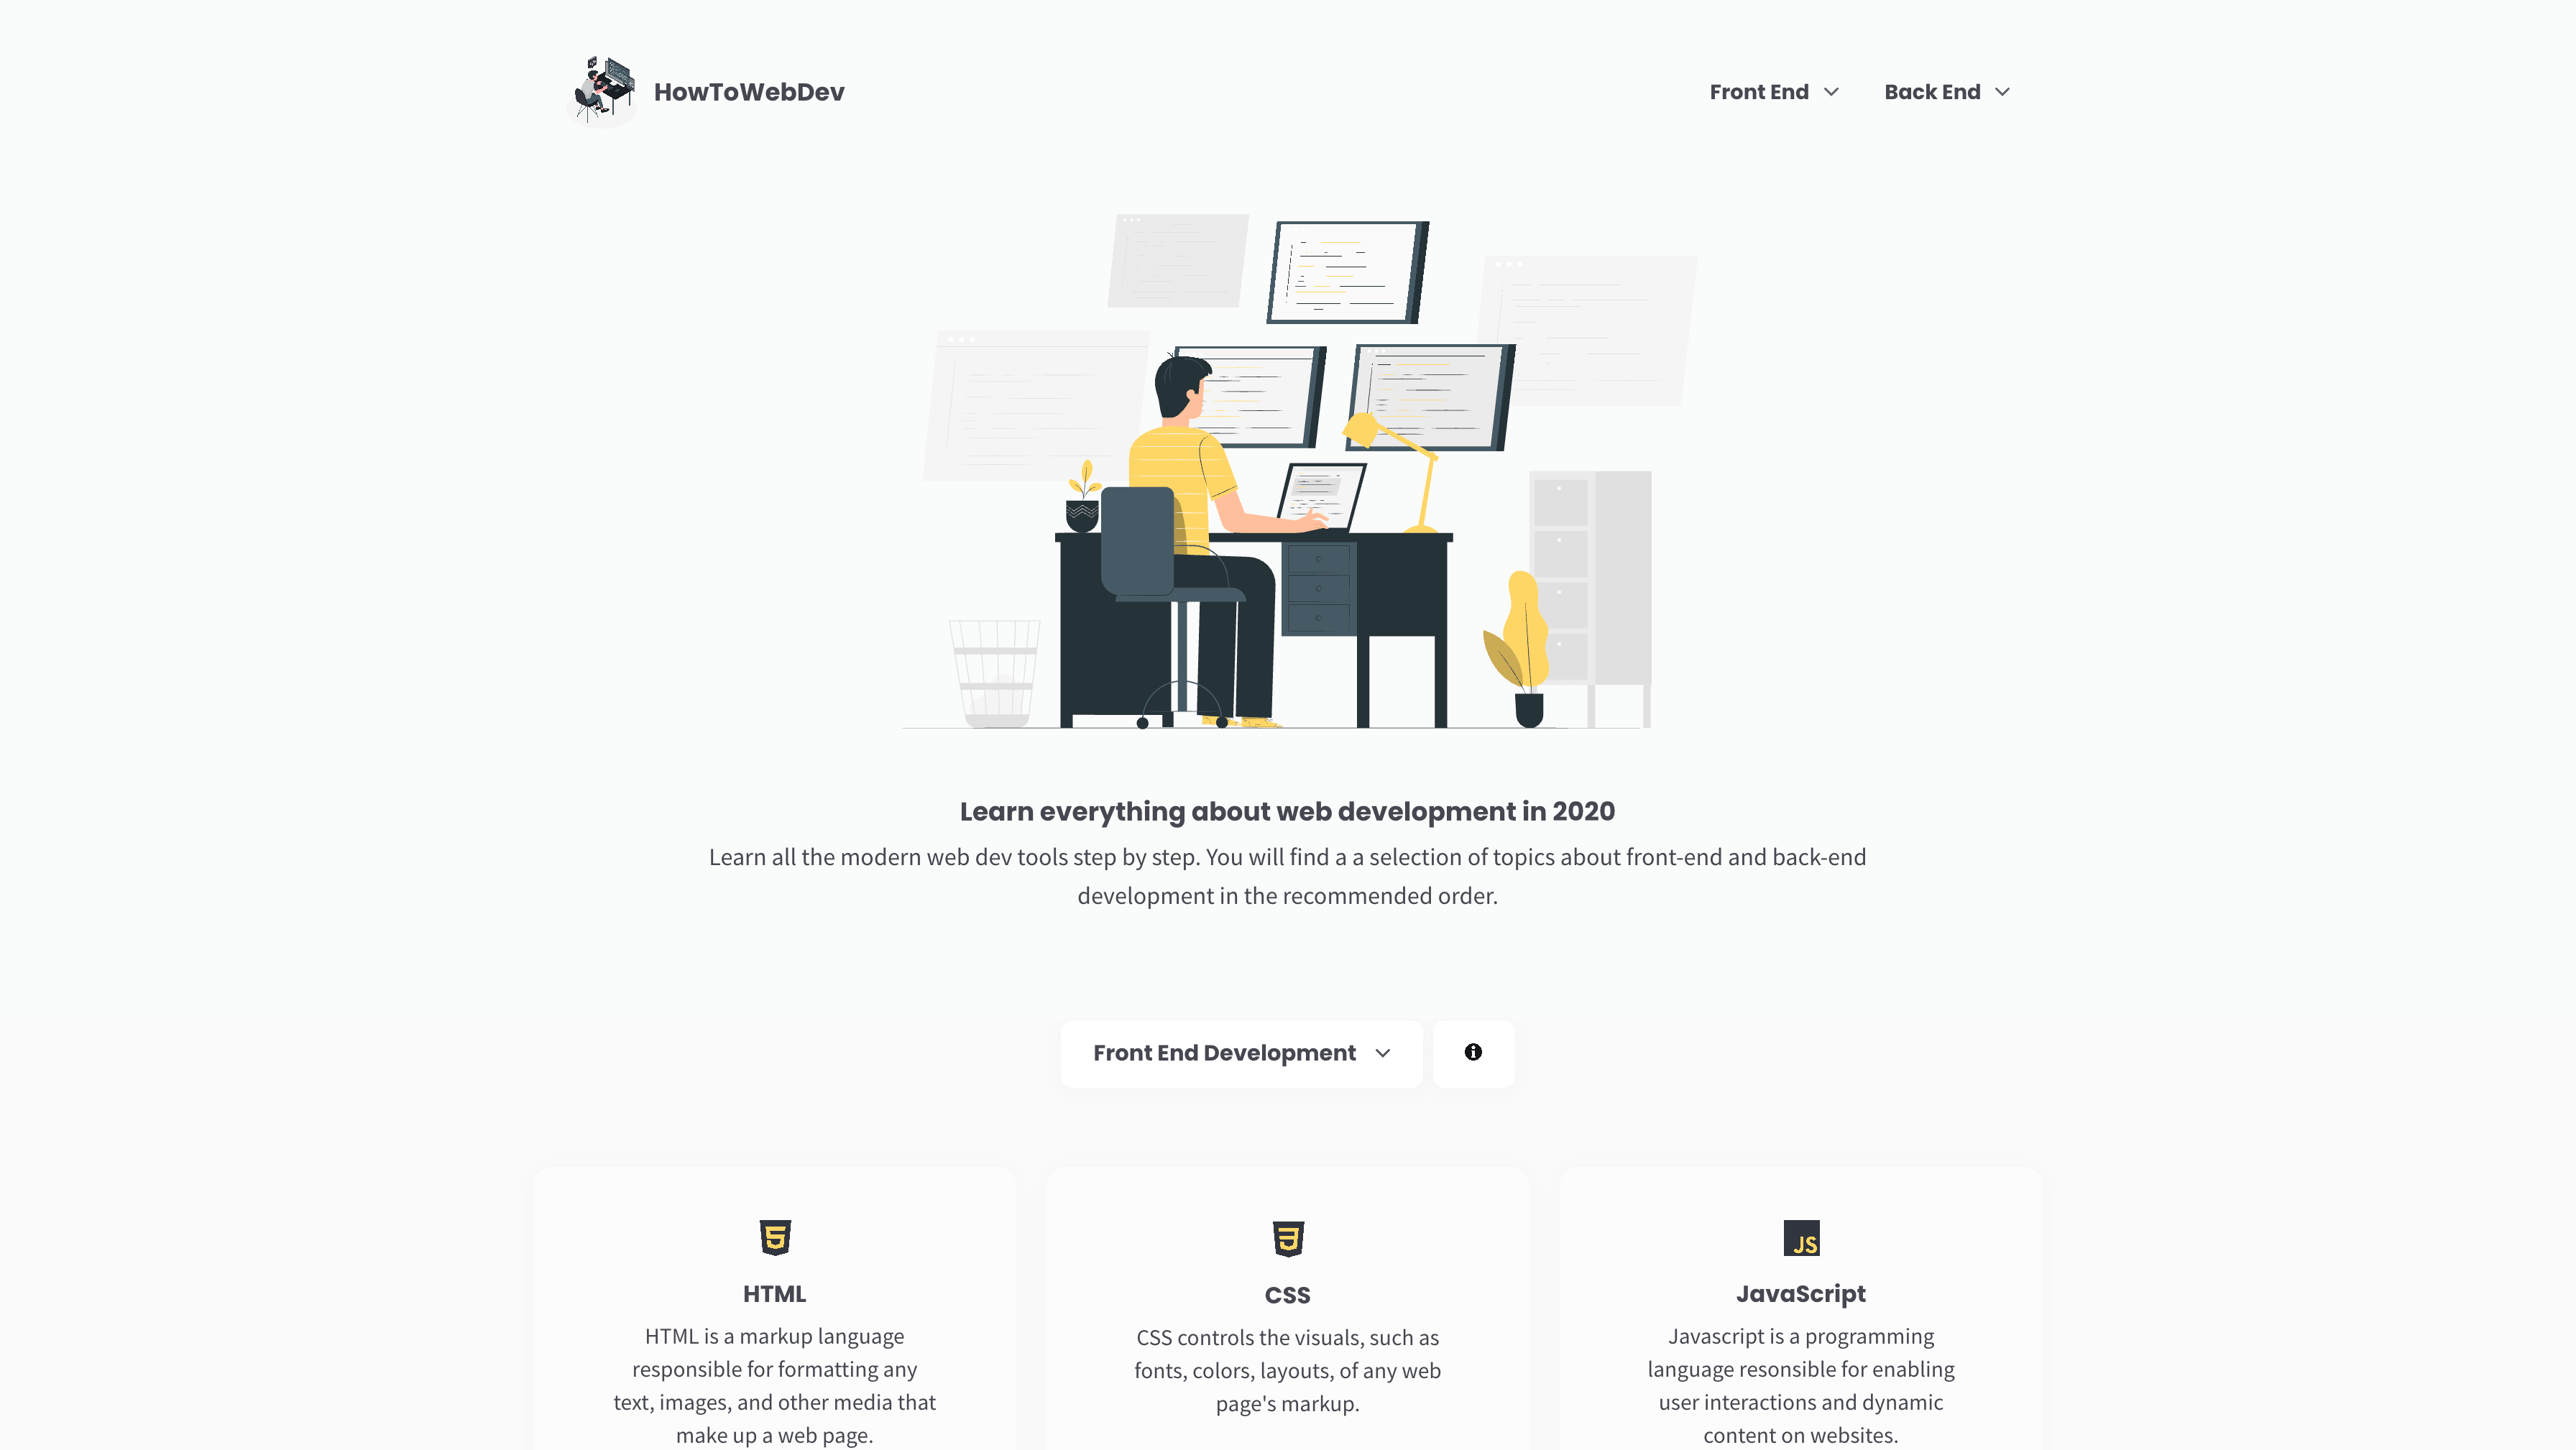 HowToWebDev
Front End
Back End
Learn everything about web development in 2020
Learn all the modern web dev tools step by step. You will find a a selection of topics about front-end and back-end
development in the recommended order.
Front End Development
HTML
HTML is a markup language
responsible for formatting any
text, images, and other media that
make up a web page.
CSS
CSS controls the visuals, such as
fonts, colors, layouts, of any web
page's markup.
JS
JavaScript
Javascript is a programming
language resonsible for enabling
user interactions and dynamic
content on websites.